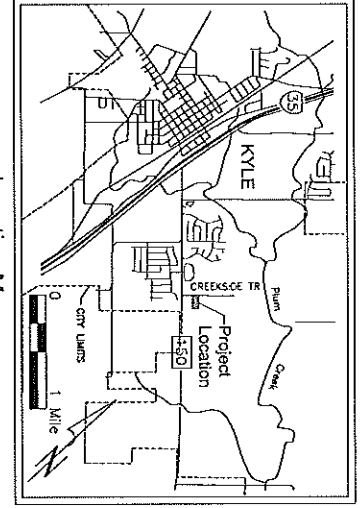 35
KYLE
Plum
Creek
CREEKSIDE TR
Project
Location
150
CITY LIMITS
0
1 Mile
N